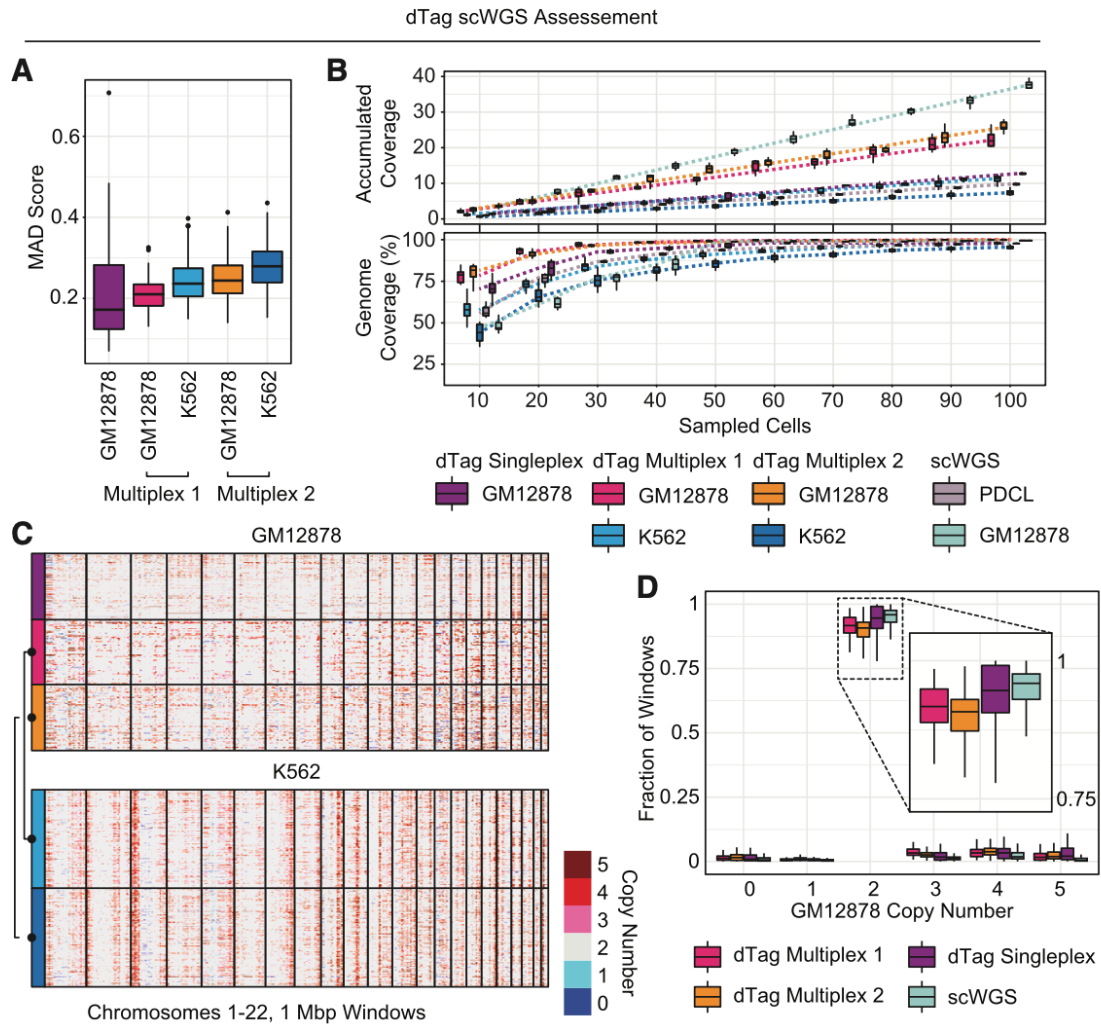 dTag scWGS Assessement
A
MAD Score
0.6
0.4
0.2
GM12878
GM12878
K562
GM12878
K562
Multiplex 1
Multiplex 2
B
Accumulated
Coverage
40
30
20
10
0
Genome
Coverage (%)
100
75
50
25
10 20 30 40 50 60 70 80 90 100
Sampled Cells
dTag Singleplex dTag Multiplex 1 dTag Multiplex 2 scWGS
GM12878 GM12878 GM12878 PDCL
K562 K562 GM12878
C
GM12878
K562
Chromosomes 1-22, 1 Mbp Windows
5
4
3
2
1
0
Copy Number
D
Fraction of Windows
1
0.75
0.5
0.25
0
1
0.75
0 1 2 3 4 5
GM12878 Copy Number
dTag Multiplex 1 dTag Singleplex
dTag Multiplex 2 scWGS